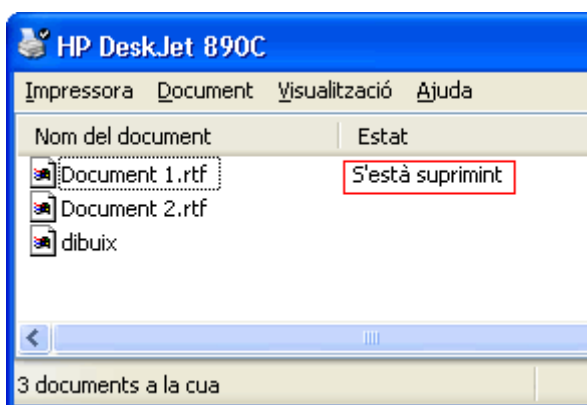 HP DeskJet 890C
Impressora Document Visualització Ajuda
Nom del document Estat
Document 1.rtf S'està suprimint
Document 2.rtf
dibuix
3 documents a la cua